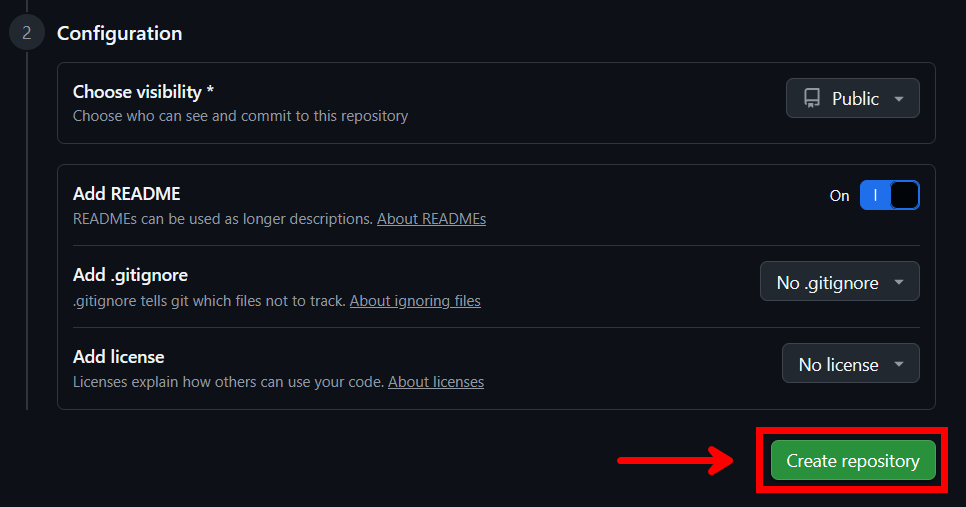 2
Configuration
Choose visibility *
Choose who can see and commit to this repository
Public
Add README
READMEs can be used as longer descriptions. About READMEs
On
Add .gitignore
.gitignore tells git which files not to track. About ignoring files
No .gitignore
Add license
Licenses explain how others can use your code. About licenses
No license
Create repository